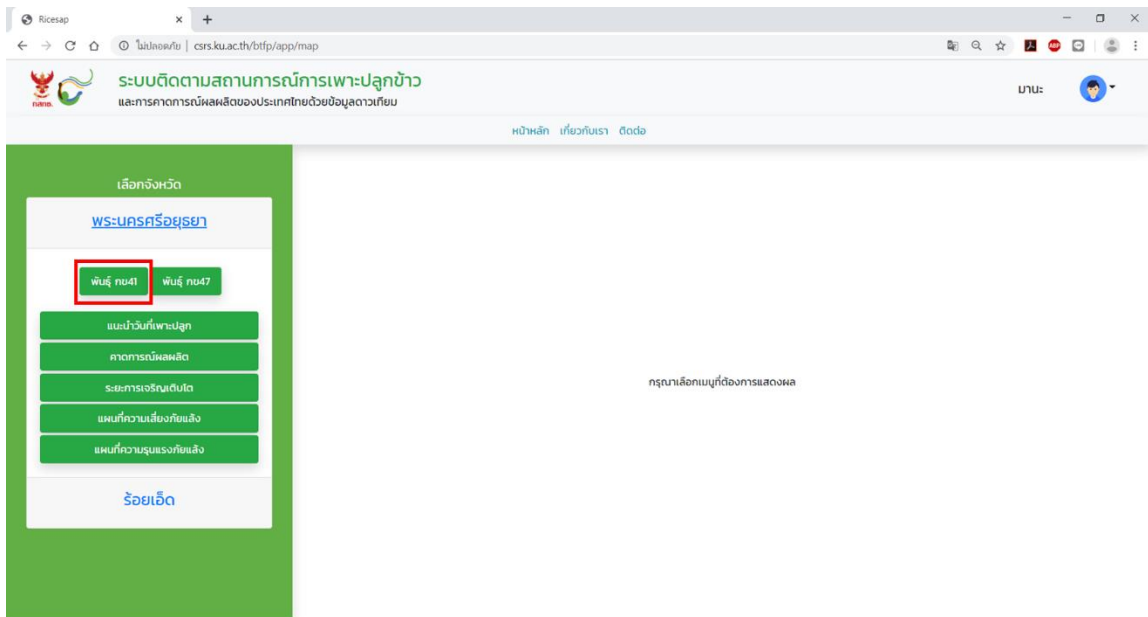 Ricesap
ไม่ปลอดภัย | csrs.ku.ac.th/btfp/app/map
กสทช.
ระบบติดตามสถานการณ์การเพาะปลูกข้าว
และการคาดการณ์ผลผลิตของประเทศไทยด้วยข้อมูลดาวเทียม
มานะ
หน้าหลัก เกี่ยวกับเรา ติดต่อ
เลือกจังหวัด
พระนครศรีอยุธยา
พันธุ์ กข41 พันธุ์ กข47
แนะนำวันที่เพาะปลูก
คาดการณ์ผลผลิต
ระยะการเจริญเติบโต
แผนที่ความเสี่ยงภัยแล้ง
แผนที่ความรุนแรงภัยแล้ง
กรุณาเลือกเมนูที่ต้องการแสดงผล
ร้อยเอ็ด